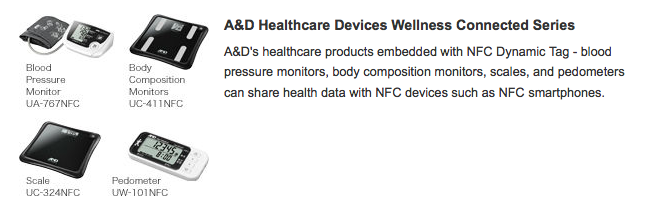 A&D Healthcare Devices Wellness Connected Series
A&D's healthcare products embedded with NFC Dynamic Tag - blood
pressure monitors, body composition monitors, scales, and pedometers
can share health data with NFC devices such as NFC smartphones.
Blood
Pressure
Monitor
UA-767NFC
Body
Composition
Monitors
UC-411NFC
Scale
UC-324NFC
Pedometer
UW-101NFC
A&D
12345